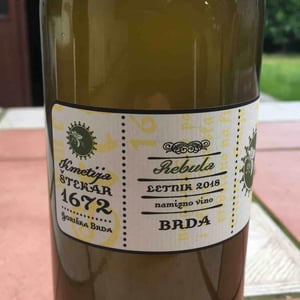 Kmetija
ŠTEKAR
1672
Goriška Brda
Rebula
LETNIK 2018
namizno vino
BRDA